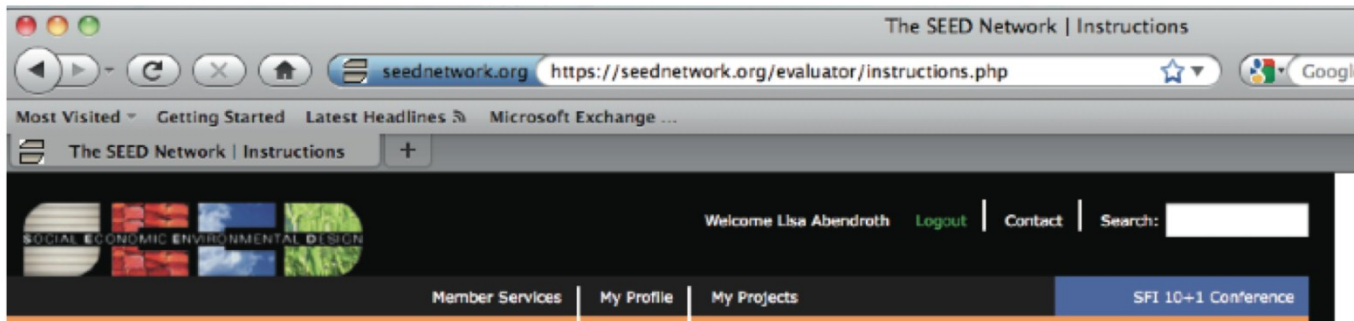 The SEED Network | Instructions
seednetwork.org https://seednetwork.org/evaluator/instructions.php Googl
Most Visited Getting Started Latest Headlines Microsoft Exchange ...
The SEED Network | Instructions +
Welcome Lisa Abendroth Logout Contact Search:
SOCIAL ECONOMIC ENVIRONMENTAL DESIGN
Member Services My Profile My Projects SFI 10+1 Conference